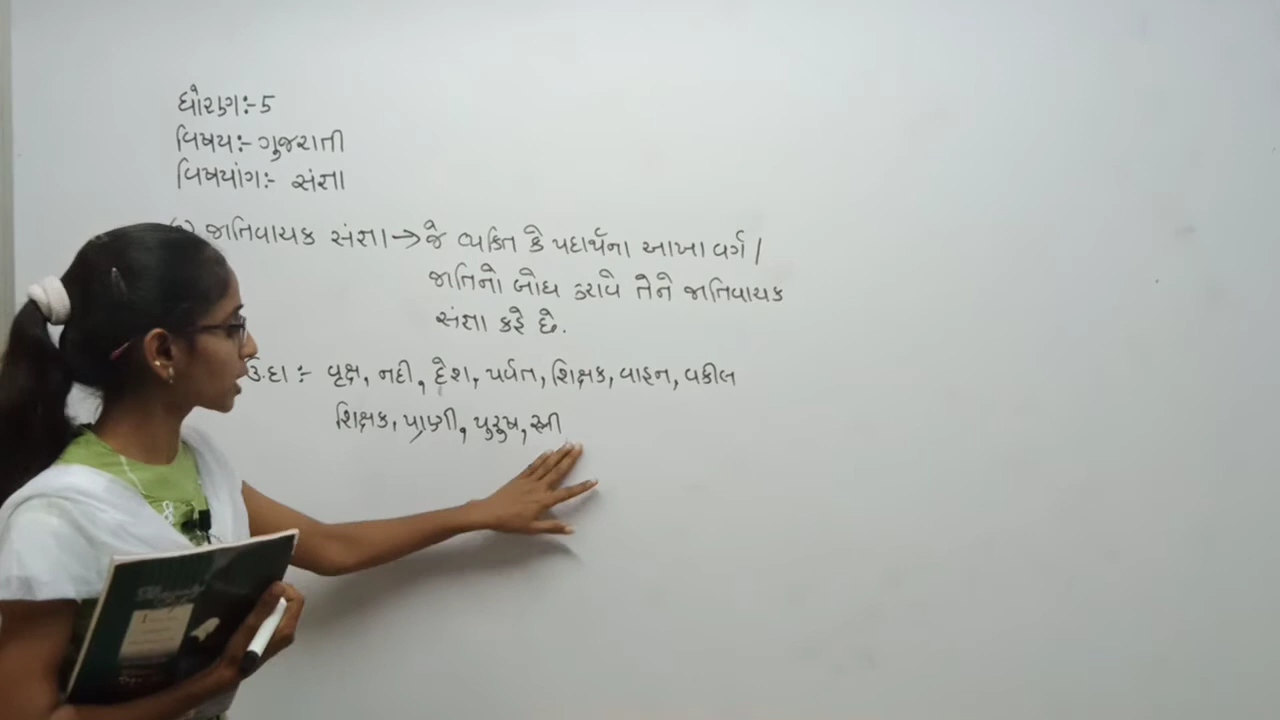 ધોરણ:- 5
વિષય:- ગુજરાતી
વિષયાંગ:- સંજ્ઞા
જાતિવાચક સંજ્ઞા → જે વ્યકિત કે પદાર્થના આખા વર્ગ /
જાતિનો બોધ કરાવે તેને જાતિવાચક
સંજ્ઞા કહે છે.
ઉ.દા :- વૃક્ષ, નદી, દેશ, પર્વત, શિક્ષક, વાહન, વકીલ
શિક્ષક, પ્રાણી, પુરુષ, સ્ત્રી